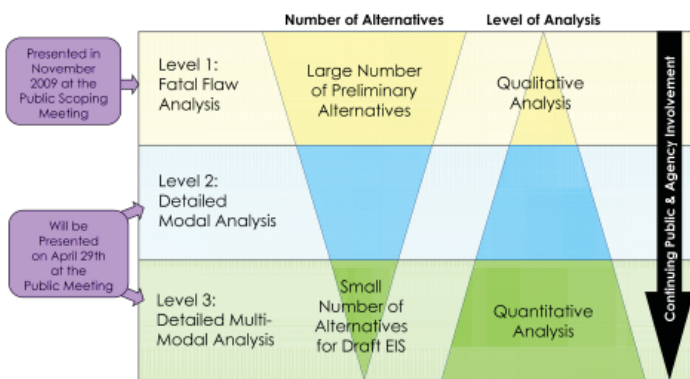 Number of Alternatives
Level of Analysis
Presented in
November
2009 at the
Public Scoping
Meeting
Level 1:
Fatal Flaw
Analysis
Large Number
of Preliminary
Alternatives
Qualitative
Analysis
Level 2:
Detailed
Modal Analysis
Will be
Presented
on April 29th
at the
Public Meeting
Level 3:
Detailed Multi-
Modal Analysis
Small
Number of
Alternatives
for Draft EIS
Quantitative
Analysis
Continuing Public & Agency Involvement